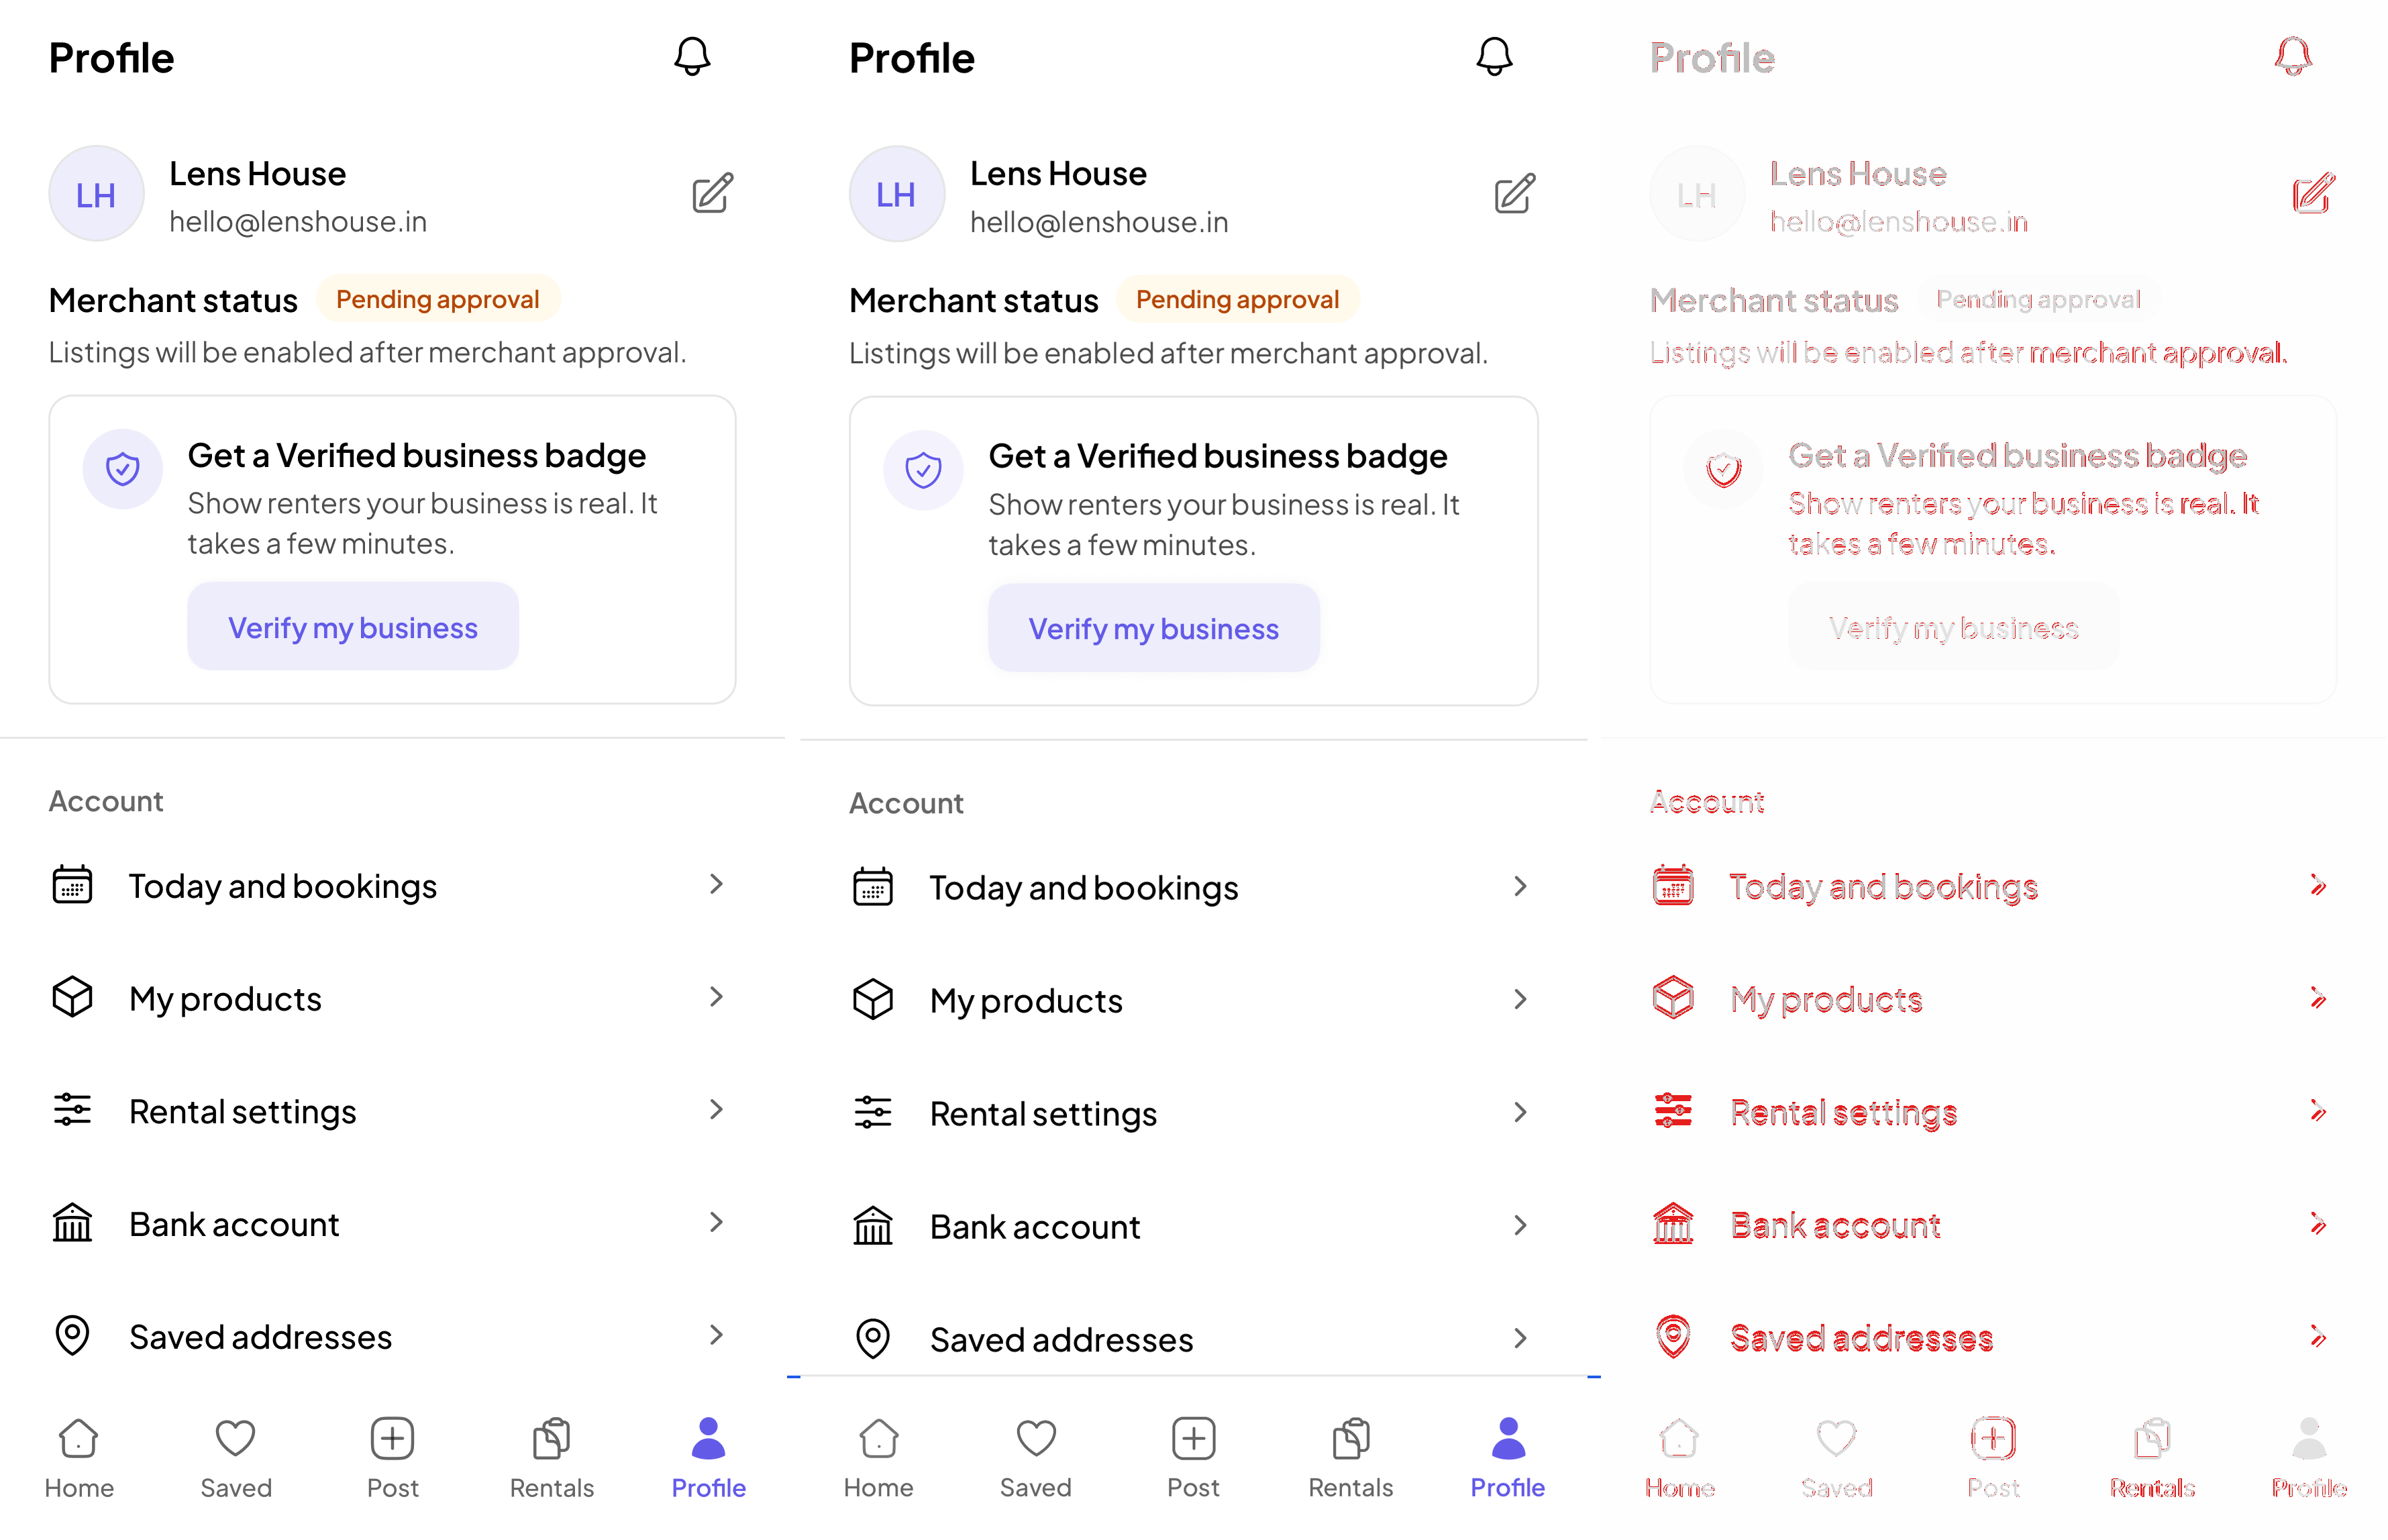 Profile
LH
Lens House
hello@lenshouse.in
Merchant status Pending approval
Listings will be enabled after merchant approval.
Get a Verified business badge
Show renters your business is real. It
takes a few minutes.
Verify my business
Account
Today and bookings
My products
Rental settings
Bank account
Saved addresses
Home Saved Post Rentals Profile
Profile
LH
Lens House
hello@lenshouse.in
Merchant status Pending approval
Listings will be enabled after merchant approval.
Get a Verified business badge
Show renters your business is real. It
takes a few minutes.
Verify my business
Account
Today and bookings
My products
Rental settings
Bank account
Saved addresses
Home Saved Post Rentals Profile
Profile
LH
Lens House
hello@lenshouse.in
Merchant status Pending approval
Listings will be enabled after merchant approval.
Get a Verified business badge
Show renters your business is real. It
takes a few minutes.
Verify my business
Account
Today and bookings
My products
Rental settings
Bank account
Saved addresses
Home Saved Post Rentals Profile